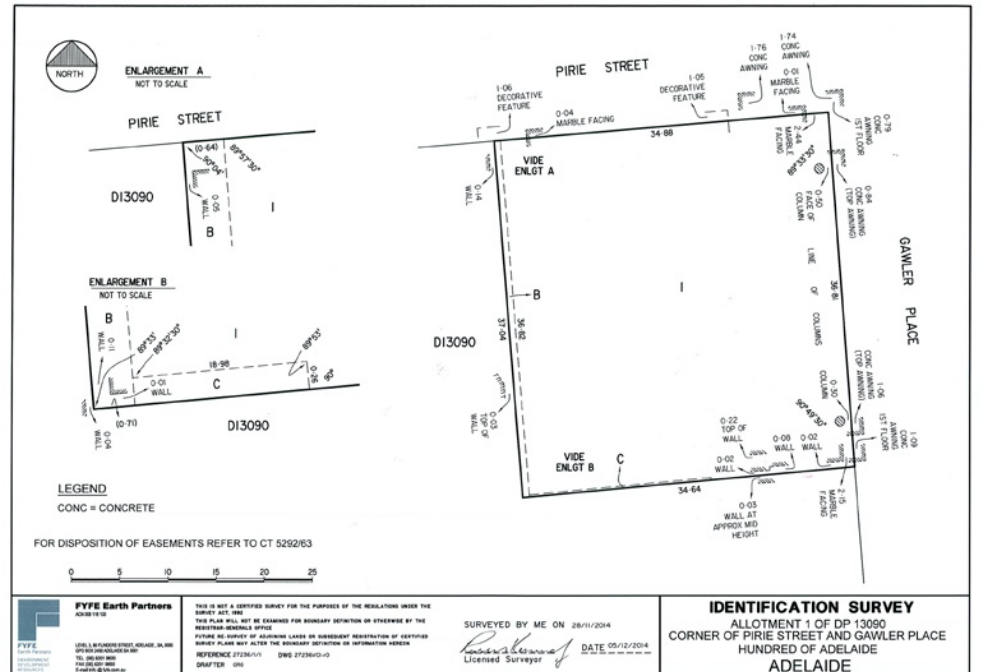 NORTH
ENLARGEMENT A
NOT TO SCALE
PIRIE STREET
(0·64)
90°04'
89°57'30"
D13090
0·05
WALL
B
I
ENLARGEMENT B
NOT TO SCALE
B
0·11
WALL
89°33'
89°32'30"
I
18·98
89°53'
0·01
WALL
C
0·26
90°
(0·71)
0·04
WALL
D13090
LEGEND
CONC = CONCRETE
FOR DISPOSITION OF EASEMENTS REFER TO CT 5292/63
0 5 10 15 20 25
PIRIE STREET
1·06
DECORATIVE
FEATURE
0·04
MARBLE FACING
1·05
DECORATIVE
FEATURE
34·88
1·76
CONC
AWNING
1·74
CONC
AWNING
0·01
MARBLE
FACING
2·44
MARBLE
FACING
89°33'30"
0·79
CONC
AWNING
1ST FLOOR
0·84
CONC AWNING
(TOP AWNING)
VIDE
ENLGT A
0·14
WALL
0·50
FACE OF
COLUMN
LINE OF COLUMNS
36·81
GAWLER PLACE
B
I
D13090
37·04
36·82
0·03
TOP OF
WALL
1·06
CONC AWNING
(TOP AWNING)
0·30
COLUMN
90°49'30"
1·09
CONC
AWNING
1ST FLOOR
0·22
TOP OF
WALL
0·08
WALL
0·02
WALL
0·02
WALL
VIDE
ENLGT B
C
34·64
2·15
MARBLE
FACING
0·03
WALL AT
APPROX MID
HEIGHT
FYFE
Earth Partners
ENVIRONMENT
DEVELOPMENT
RESOURCES
FYFE Earth Partners
THIS IS NOT A CERTIFIED SURVEY FOR THE PURPOSES OF THE REGULATIONS UNDER THE
SURVEY ACT, 1992
THIS PLAN WILL NOT BE EXAMINED FOR BOUNDARY DEFINITION OR OTHERWISE BY THE
REGISTRAR-GENERALS OFFICE
FUTURE RE-SURVEY OF ADJOINING LANDS OR SUBSEQUENT REGISTRATION OF CERTIFIED
SURVEY PLANS MAY ALTER THE BOUNDARY DEFINITION OR INFORMATION HEREON
REFERENCE 27236/1/1
DRAFTER
SURVEYED BY ME ON 28/11/2014
Licensed Surveyor
DATE 05/12/2014
IDENTIFICATION SURVEY
ALLOTMENT 1 OF DP 13090
CORNER OF PIRIE STREET AND GAWLER PLACE
HUNDRED OF ADELAIDE
ADELAIDE